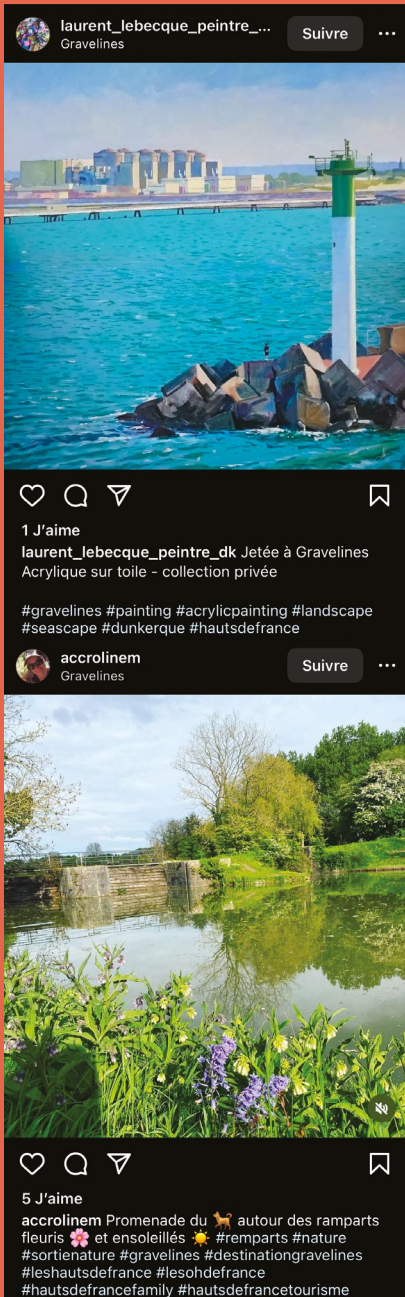 laurent_lebecque_peintre_...
Gravelines
Suivre
1 J'aime
laurent_lebecque_peintre_dk Jetée à Gravelines
Acrylique sur toile - collection privée
#gravelines #painting #acrylicpainting #landscape
#seascape #dunkerque #hautsdefrance
accrolinem
Gravelines
Suivre
5 J'aime
accrolinem Promenade du 🐕 autour des ramparts
fleuris 🌸 et ensoleillés ☀️ #remparts #nature
#sortienature #gravelines #destinationgravelines
#leshautsdefrance #lesohdefrance
#hautsdefrancefamily #hautsdefrancetourisme